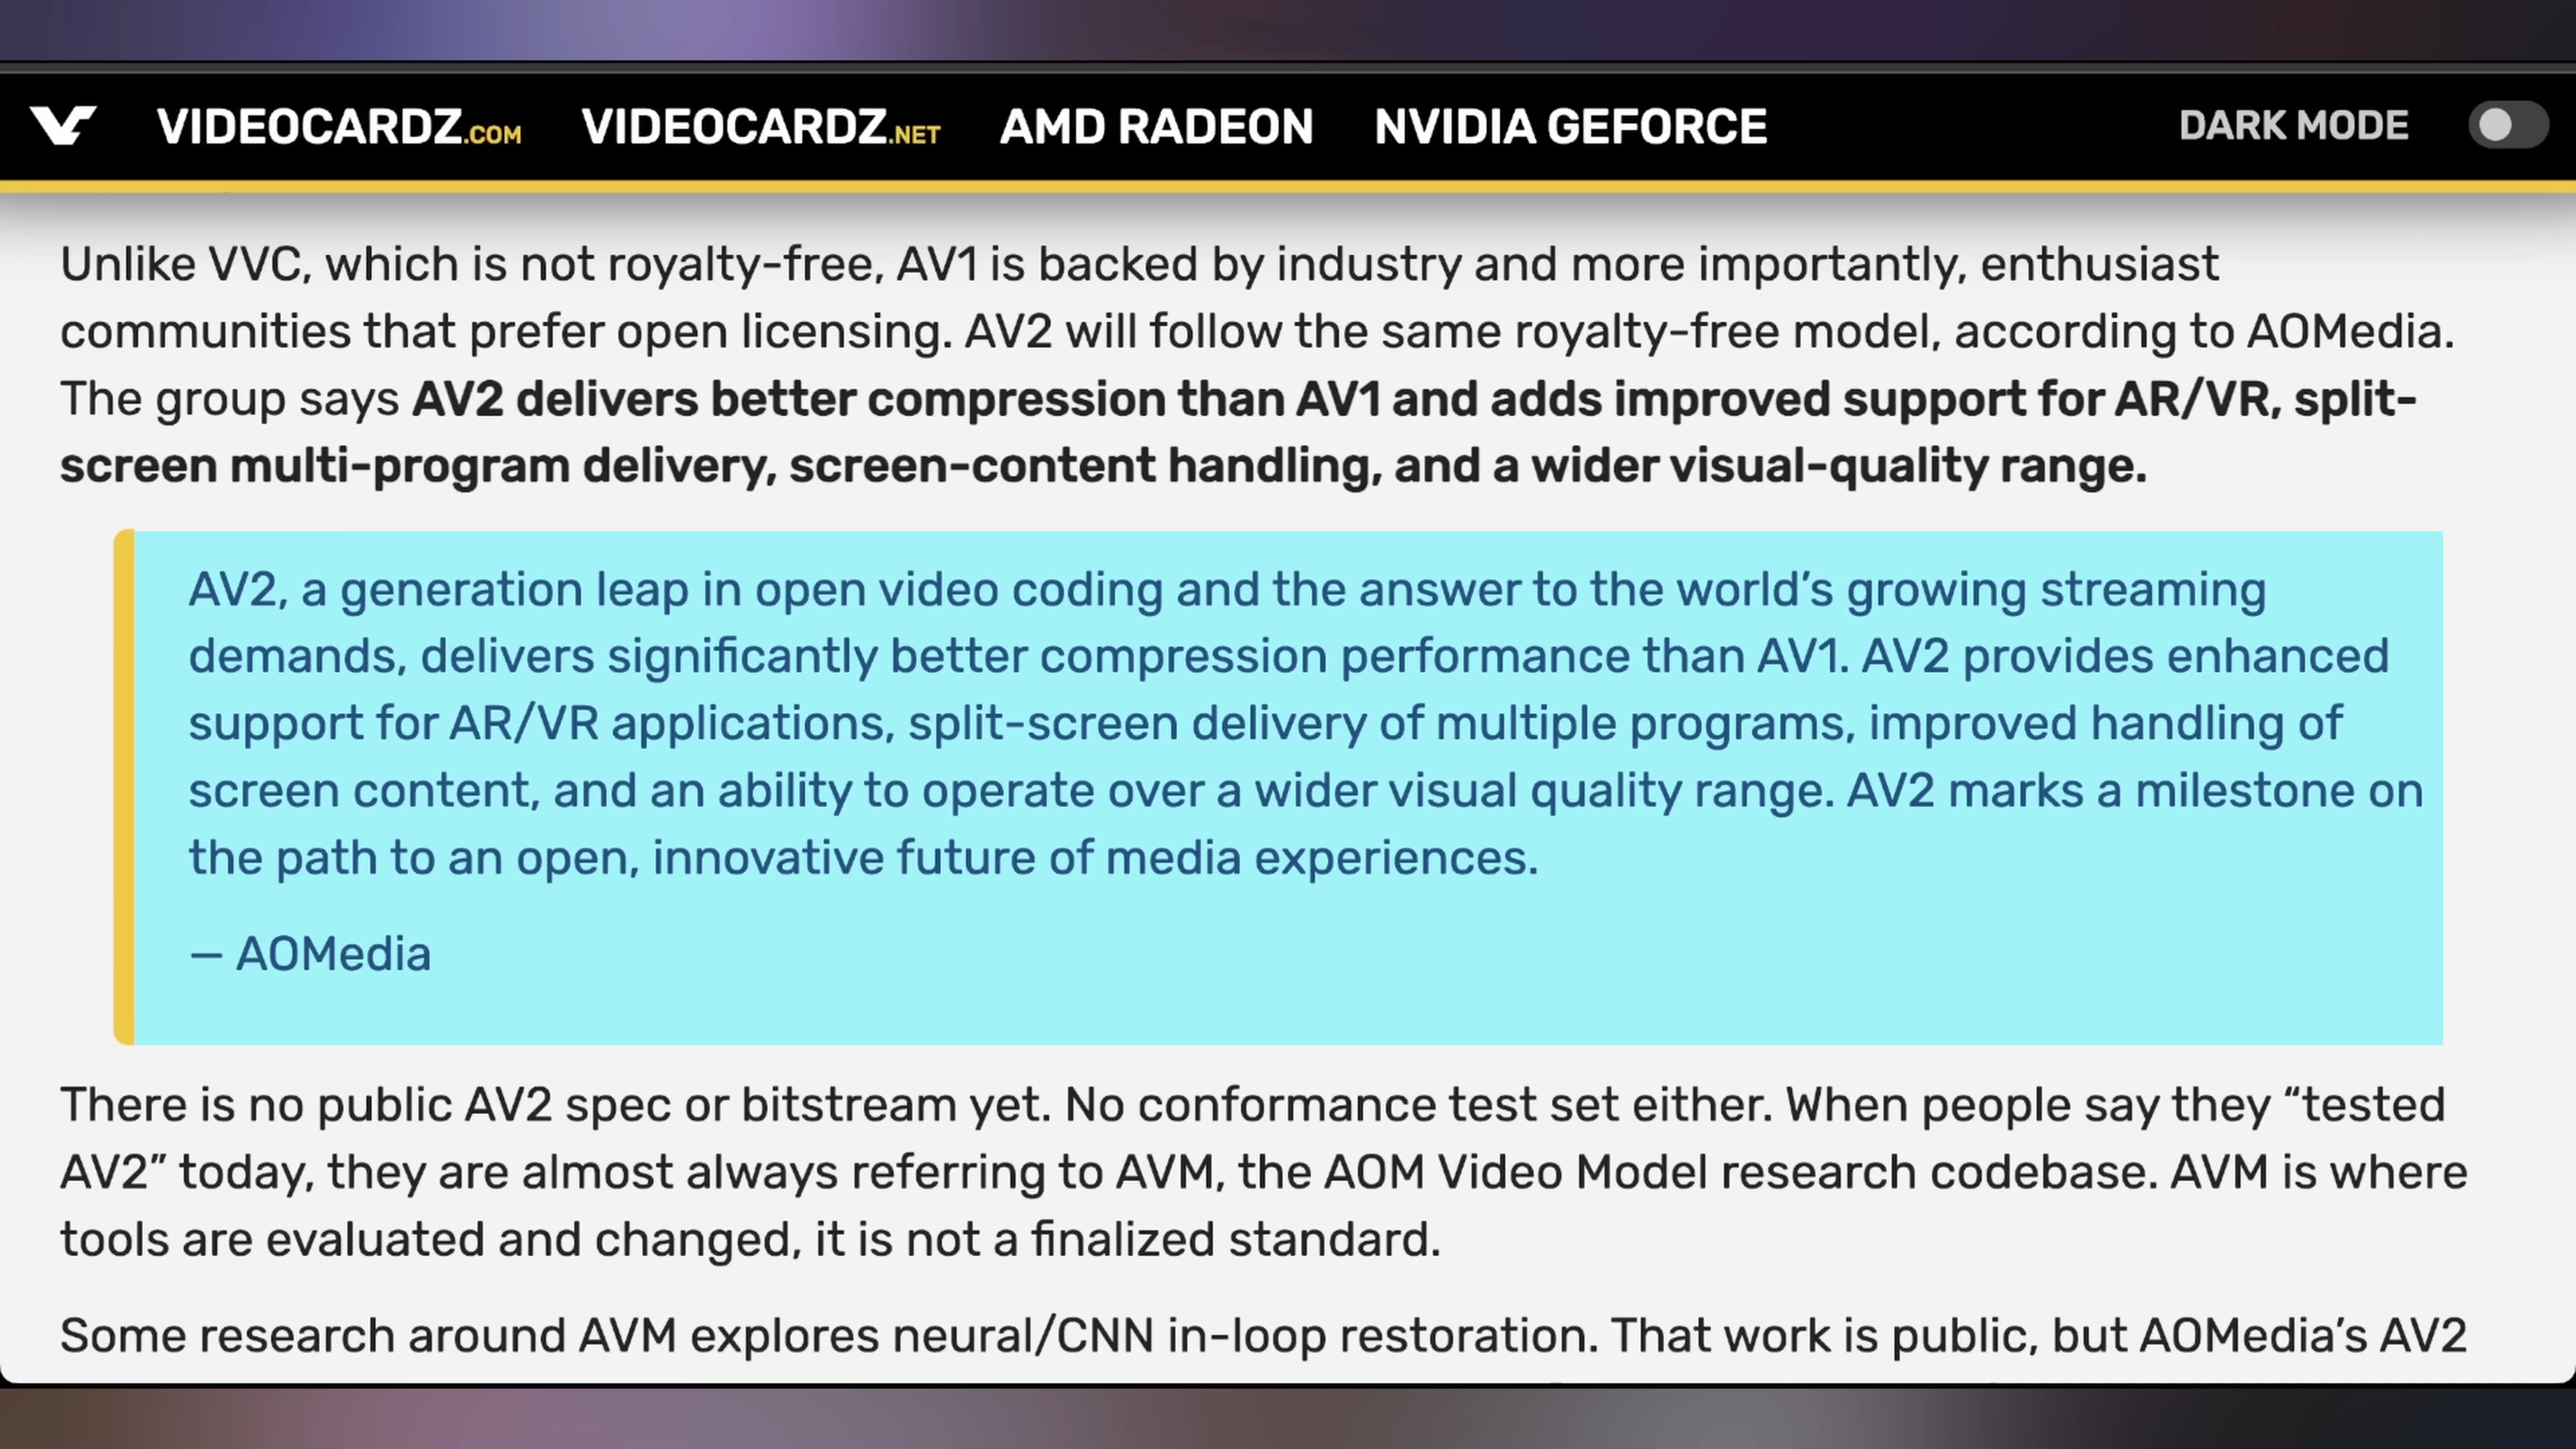 VIDEOCARDZ.COM VIDEOCARDZ.NET AMD RADEON NVIDIA GEFORCE DARK MODE
Unlike VVC, which is not royalty-free, AV1 is backed by industry and more importantly, enthusiast
communities that prefer open licensing. AV2 will follow the same royalty-free model, according to AOMedia.
The group says AV2 delivers better compression than AV1 and adds improved support for AR/VR, split-
screen multi-program delivery, screen-content handling, and a wider visual-quality range.
AV2, a generation leap in open video coding and the answer to the world’s growing streaming
demands, delivers significantly better compression performance than AV1. AV2 provides enhanced
support for AR/VR applications, split-screen delivery of multiple programs, improved handling of
screen content, and an ability to operate over a wider visual quality range. AV2 marks a milestone on
the path to an open, innovative future of media experiences.
— AOMedia
There is no public AV2 spec or bitstream yet. No conformance test set either. When people say they “tested
AV2” today, they are almost always referring to AVM, the AOM Video Model research codebase. AVM is where
tools are evaluated and changed, it is not a finalized standard.
Some research around AVM explores neural/CNN in-loop restoration. That work is public, but AOMedia’s AV2